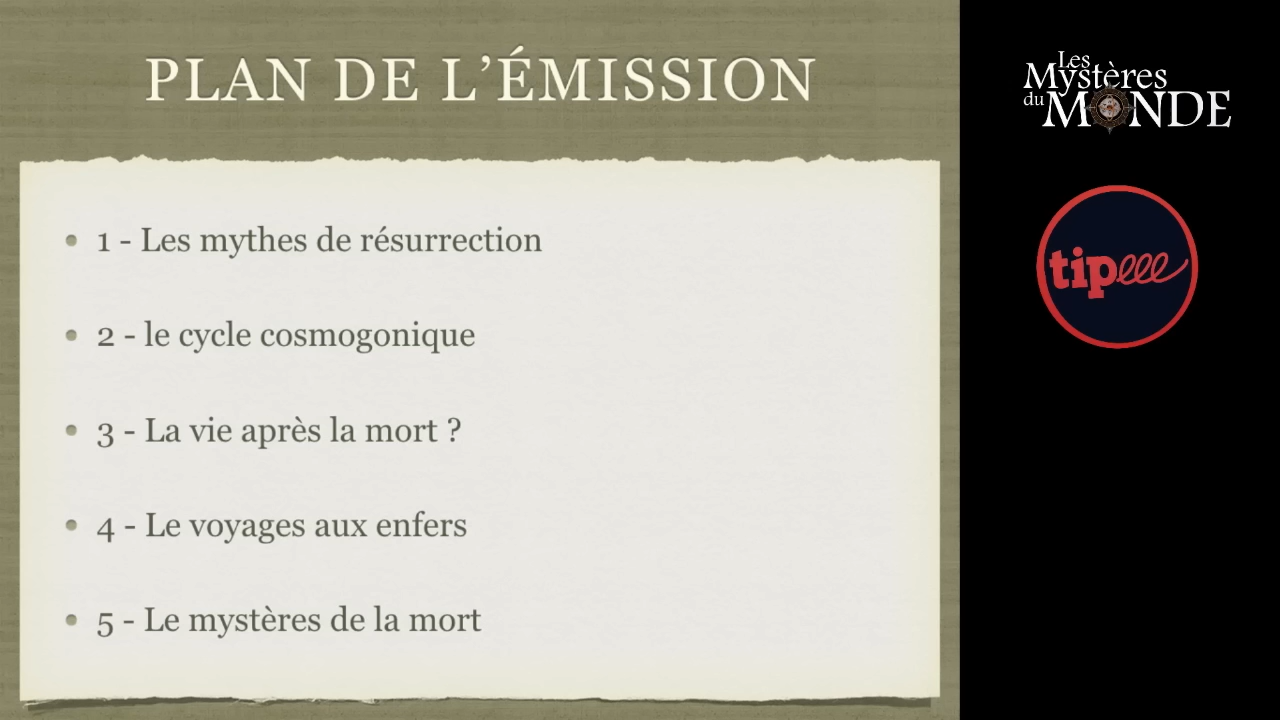 PLAN DE L’ÉMISSION
1 - Les mythes de résurrection
2 - le cycle cosmogonique
3 - La vie après la mort ?
4 - Le voyages aux enfers
5 - Le mystères de la mort
Les
Mystères
du MONDE
tipeee